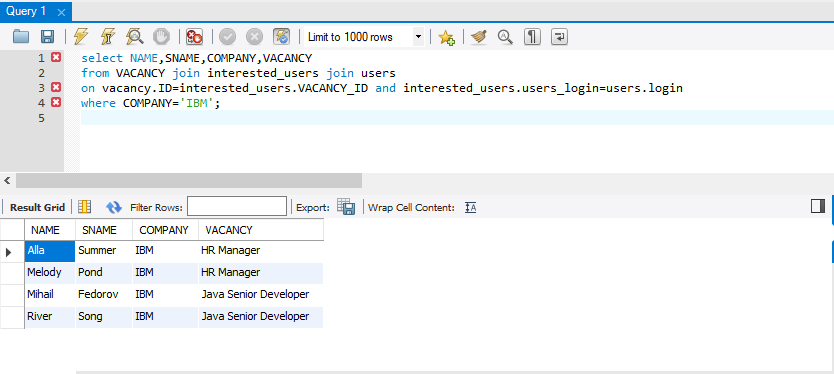 Query 1
Limit to 1000 rows
1 select NAME,SNAME,COMPANY,VACANCY
2 from VACANCY join interested_users join users
3 on vacancy.ID=interested_users.VACANCY_ID and interested_users.users_login=users.login
4 where COMPANY='IBM';
5
Result Grid Filter Rows: Export: Wrap Cell Content:
NAME SNAME COMPANY VACANCY
Alla Summer IBM HR Manager
Melody Pond IBM HR Manager
Mihail Fedorov IBM Java Senior Developer
River Song IBM Java Senior Developer